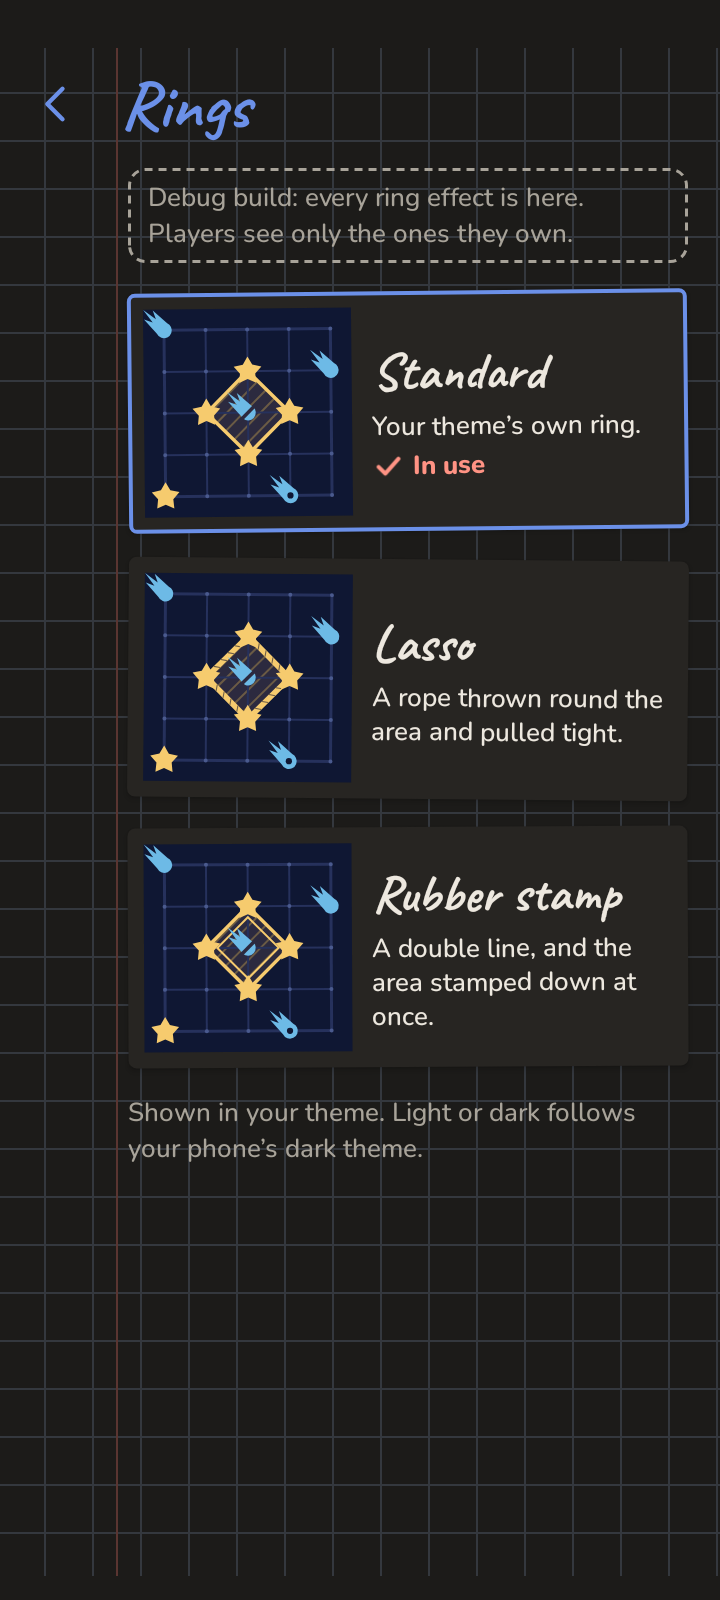 Rings
Debug build: every ring effect is here.
Players see only the ones they own.
Standard
Your theme’s own ring.
In use
Lasso
A rope thrown round the
area and pulled tight.
Rubber stamp
A double line, and the
area stamped down at
once.
Shown in your theme. Light or dark follows
your phone’s dark theme.